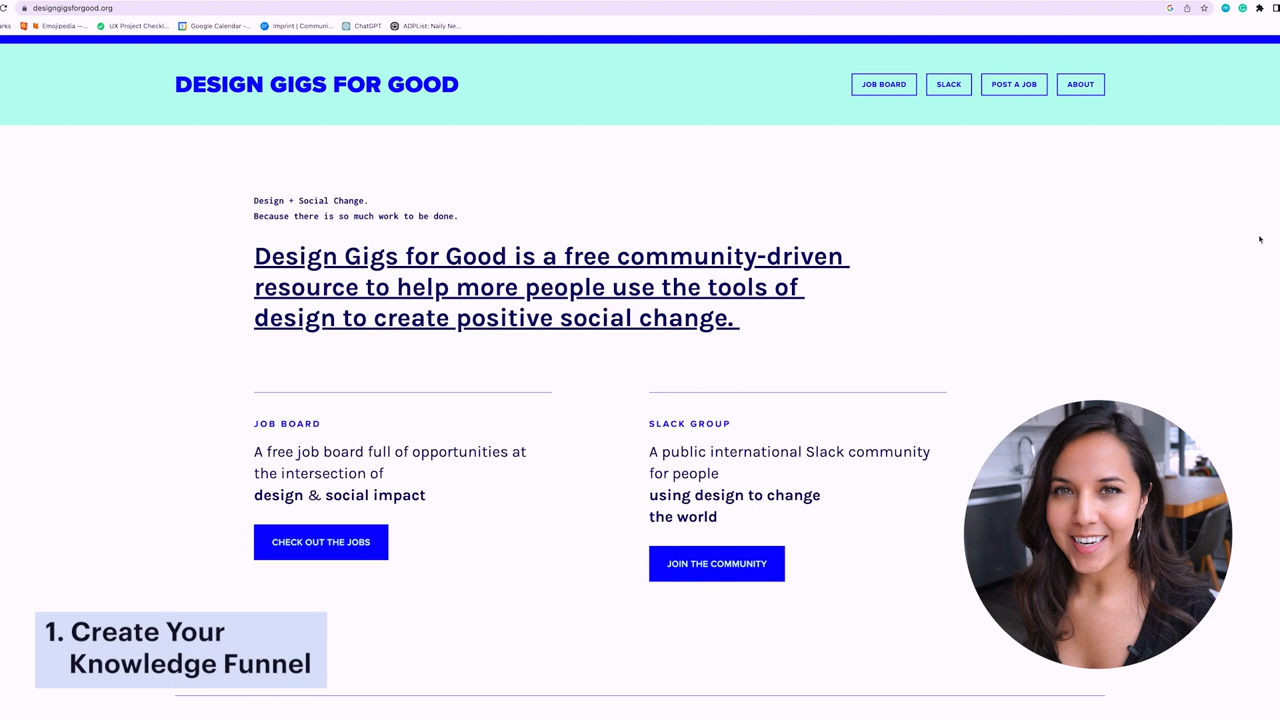 designgigsforgood.org
arks
Emojipedia —...
UX Project Checkl...
Google Calendar –...
Imprint | Communi...
ChatGPT
ADPList: Naily Ne...
DESIGN GIGS FOR GOOD
JOB BOARD
SLACK
POST A JOB
ABOUT
Design + Social Change.
Because there is so much work to be done.
Design Gigs for Good is a free community-driven
resource to help more people use the tools of
design to create positive social change.
JOB BOARD
A free job board full of opportunities at
the intersection of
design & social impact
CHECK OUT THE JOBS
SLACK GROUP
A public international Slack community
for people
using design to change
the world
JOIN THE COMMUNITY
1. Create Your
Knowledge Funnel